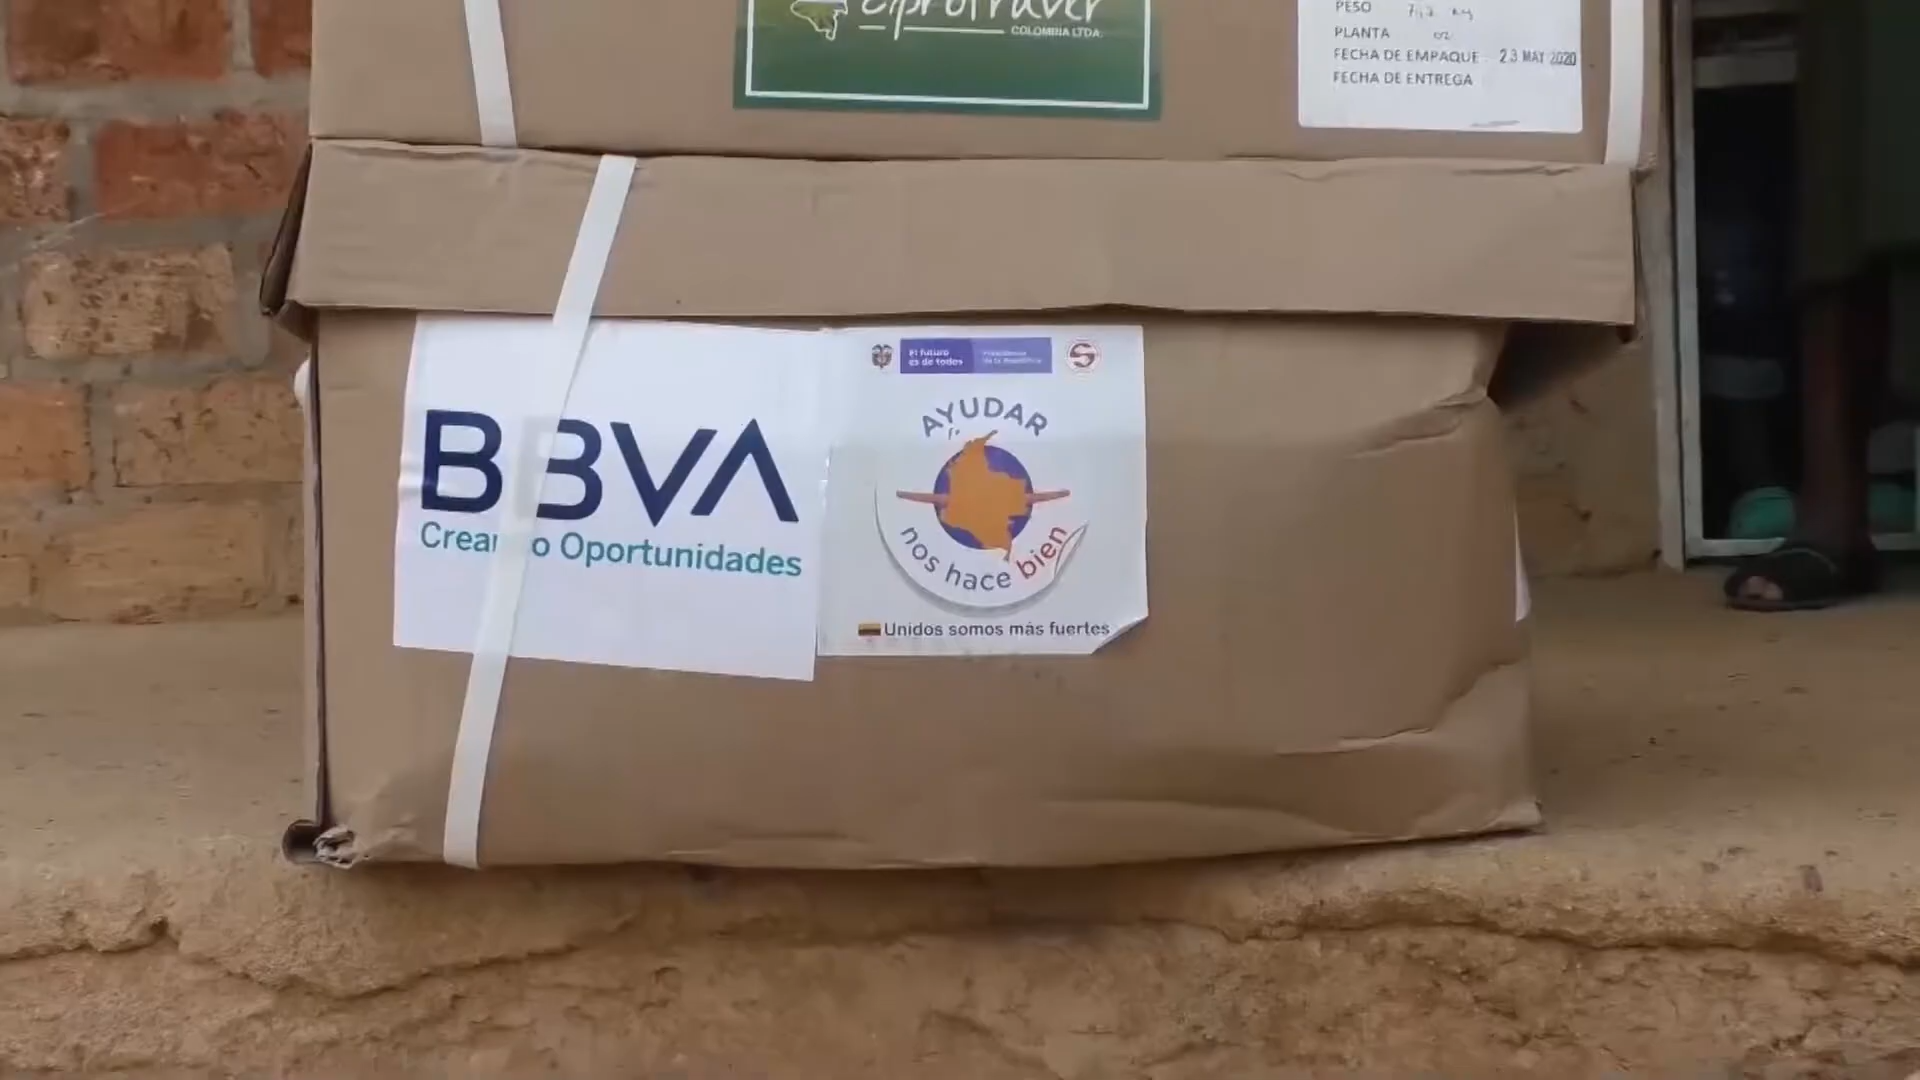 COLOMBIA LTDA.
PESO
PLANTA 02
FECHA DE EMPAQUE 23 MAY 2020
FECHA DE ENTREGA
El futuro
es de todos
Presidencia
de la República
BBVA
Oportunidades
AYUDAR
nos hace bien
Unidos somos más fuertes